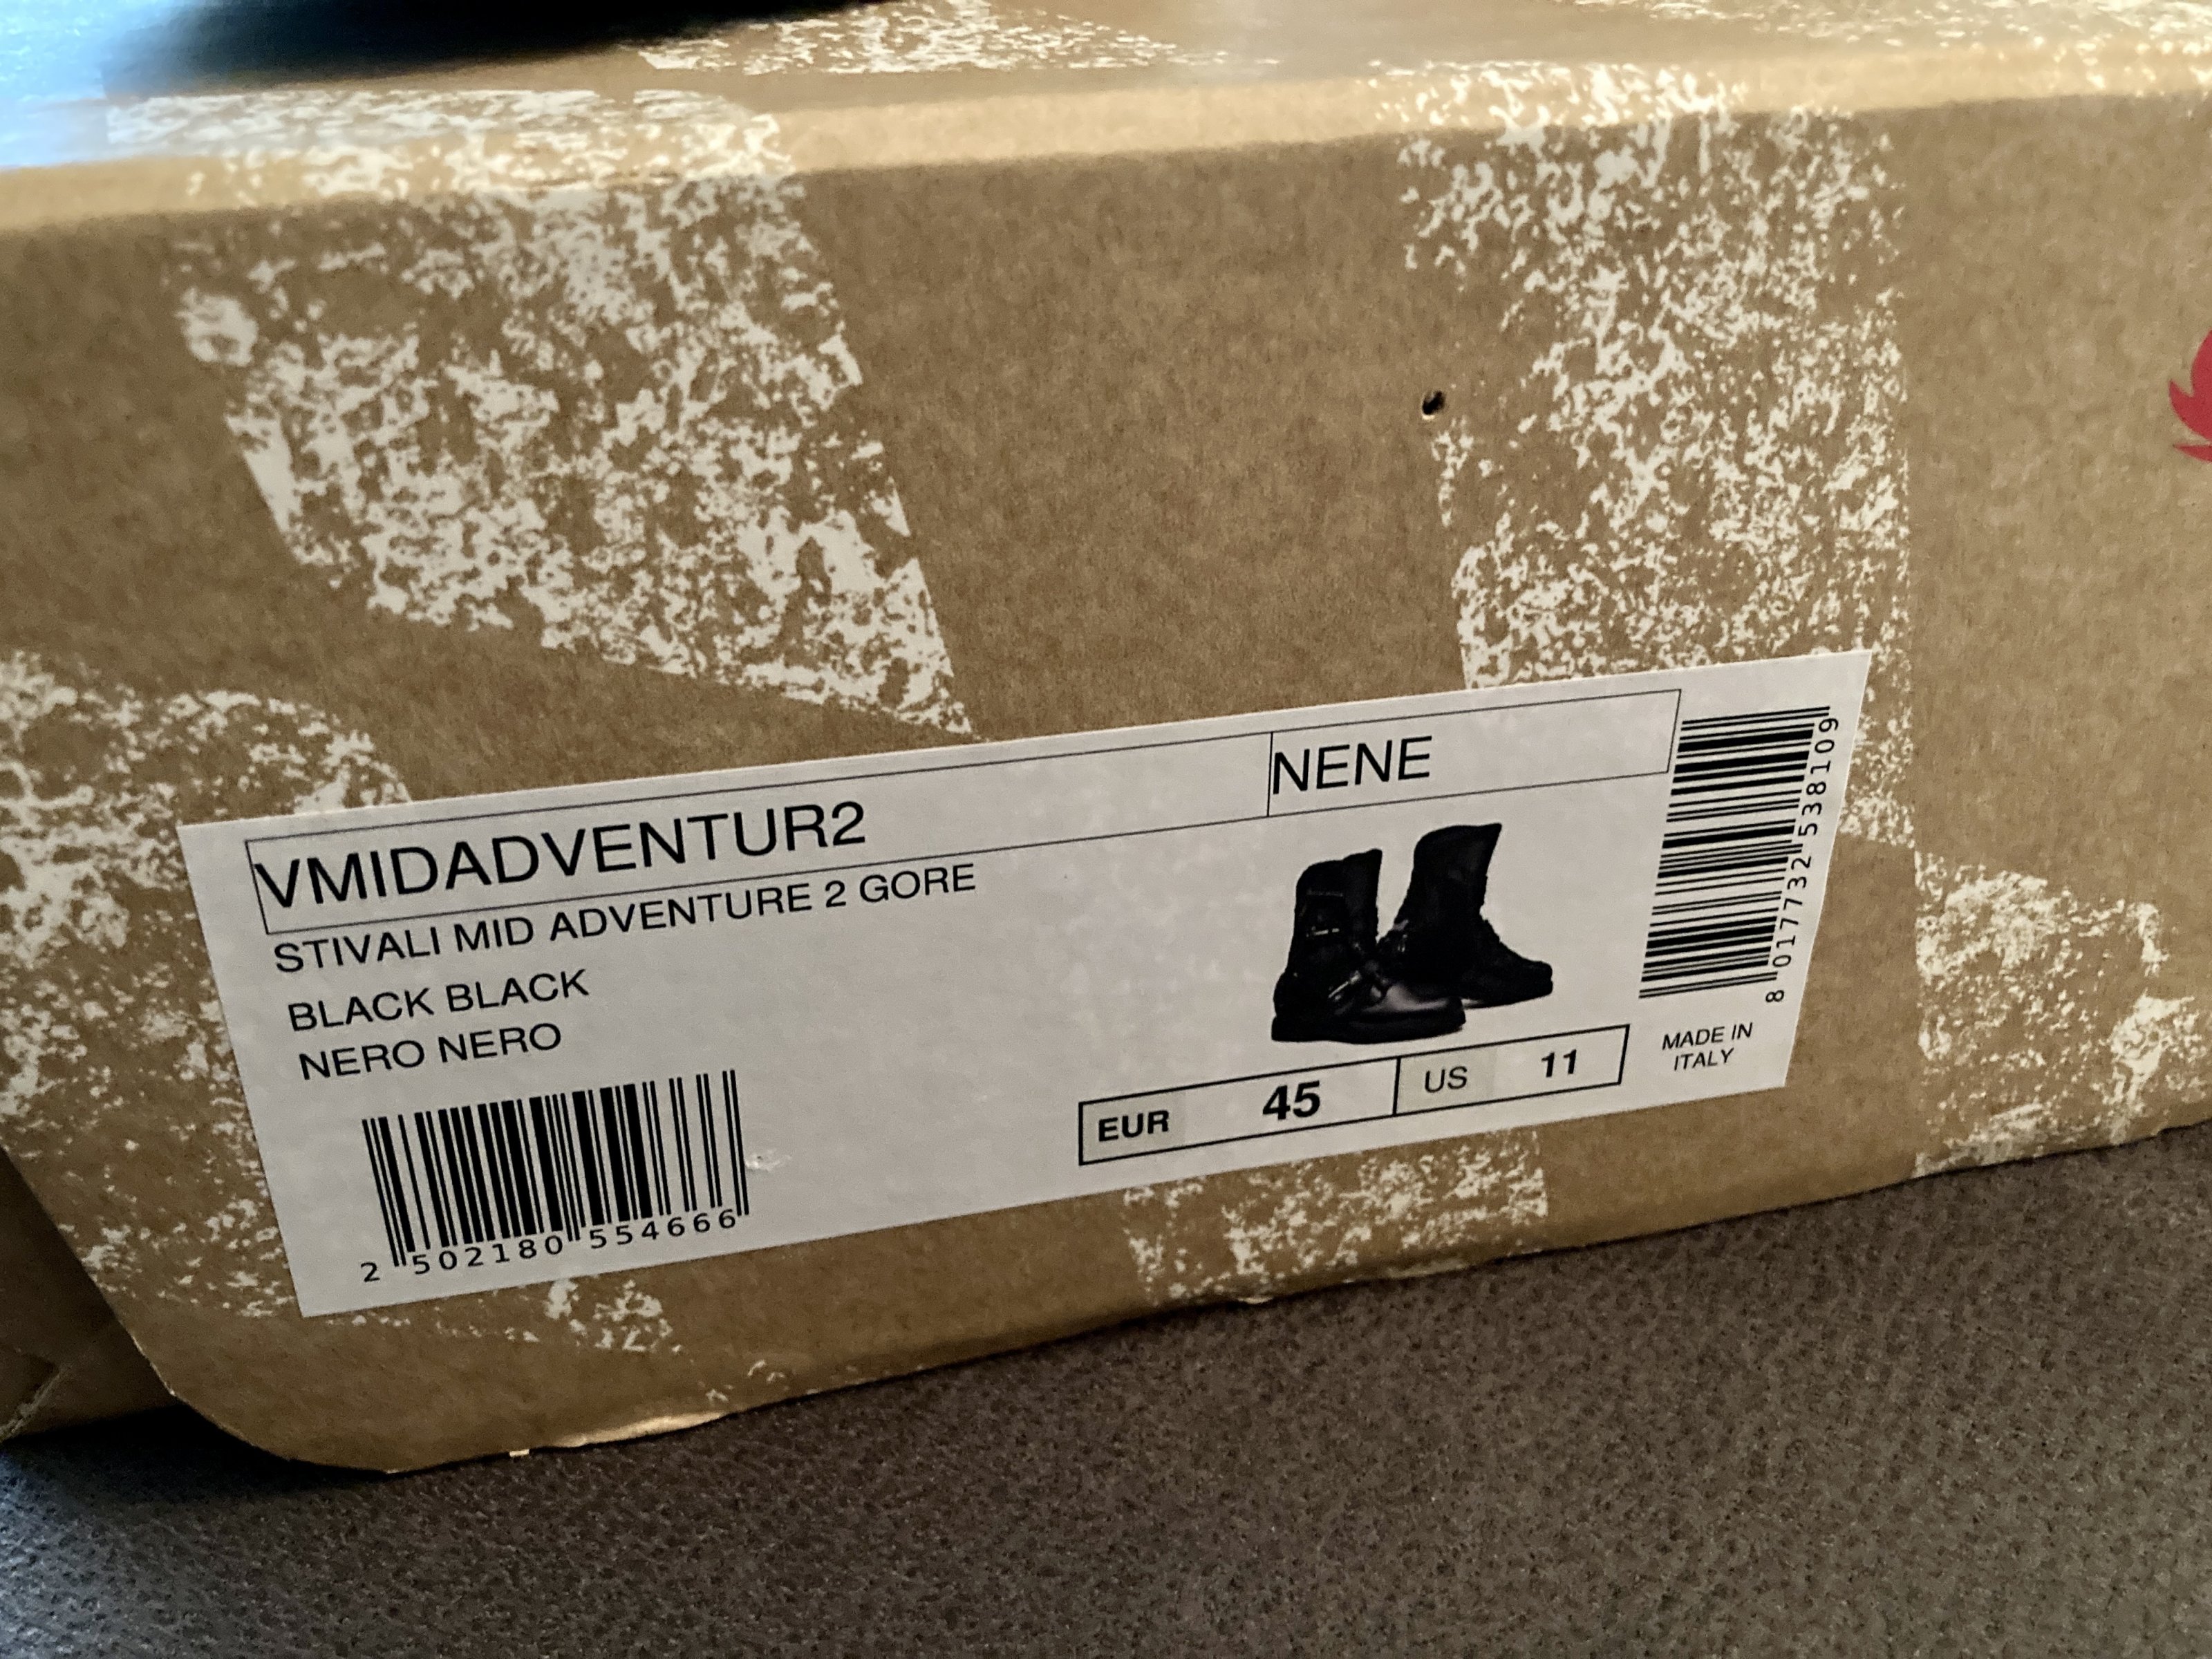 VMIDADVENTUR2
NENE
STIVALI MID ADVENTURE 2 GORE
BLACK BLACK
NERO NERO
2 502180 554666
EUR 45 US 11
8 017732 538109
MADE IN
ITALY